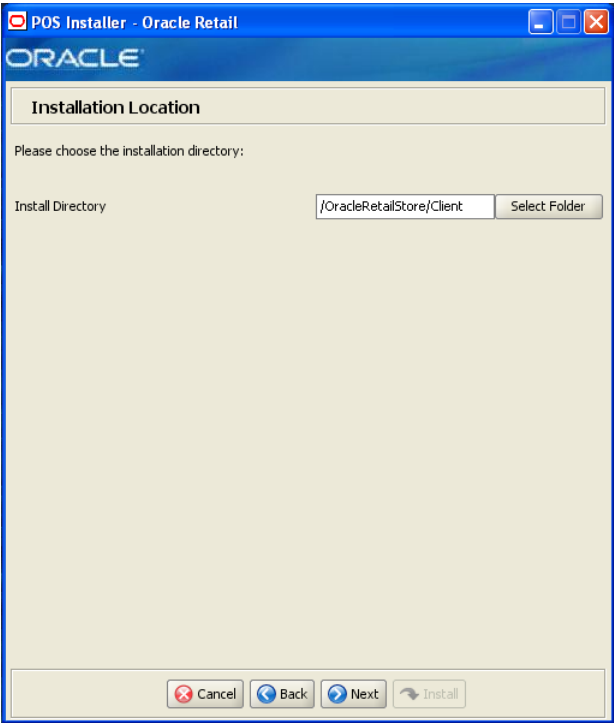 POS Installer - Oracle Retail
ORACLE
Installation Location
Please choose the installation directory:
Install Directory /OracleRetailStore/Client Select Folder
Cancel Back Next Install